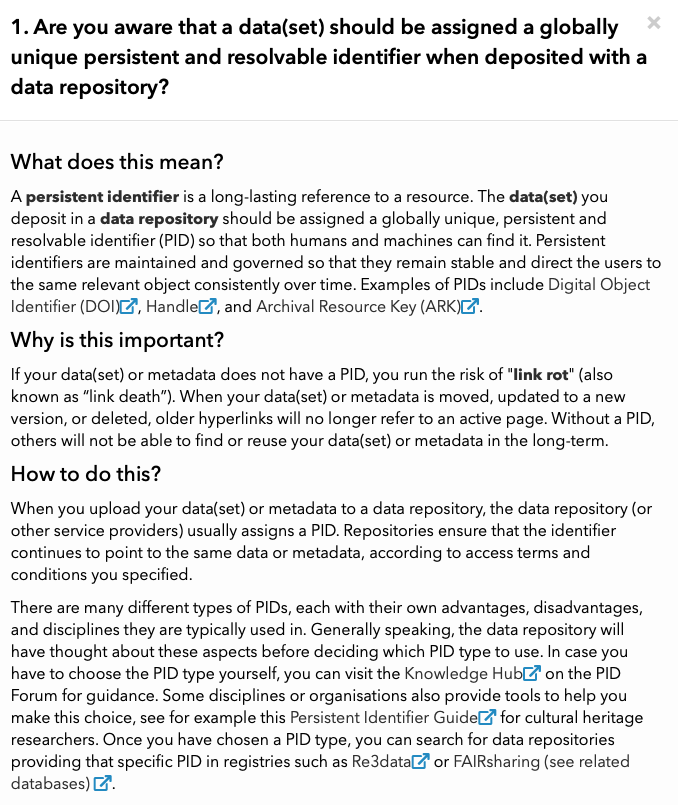 1. Are you aware that a data(set) should be assigned a globally
unique persistent and resolvable identifier when deposited with a
data repository?
What does this mean?
A persistent identifier is a long-lasting reference to a resource. The data(set) you
deposit in a data repository should be assigned a globally unique, persistent and
resolvable identifier (PID) so that both humans and machines can find it. Persistent
identifiers are maintained and governed so that they remain stable and direct the users to
the same relevant object consistently over time. Examples of PIDs include Digital Object
Identifier (DOI), Handle, and Archival Resource Key (ARK).
Why is this important?
If your data(set) or metadata does not have a PID, you run the risk of "link rot" (also
known as “link death”). When your data(set) or metadata is moved, updated to a new
version, or deleted, older hyperlinks will no longer refer to an active page. Without a PID,
others will not be able to find or reuse your data(set) or metadata in the long-term.
How to do this?
When you upload your data(set) or metadata to a data repository, the data repository (or
other service providers) usually assigns a PID. Repositories ensure that the identifier
continues to point to the same data or metadata, according to access terms and
conditions you specified.
There are many different types of PIDs, each with their own advantages, disadvantages,
and disciplines they are typically used in. Generally speaking, the data repository will
have thought about these aspects before deciding which PID type to use. In case you
have to choose the PID type yourself, you can visit the Knowledge Hub on the PID
Forum for guidance. Some disciplines or organisations also provide tools to help you
make this choice, see for example this Persistent Identifier Guide for cultural heritage
researchers. Once you have chosen a PID type, you can search for data repositories
providing that specific PID in registries such as Re3data or FAIRsharing (see related
databases) .